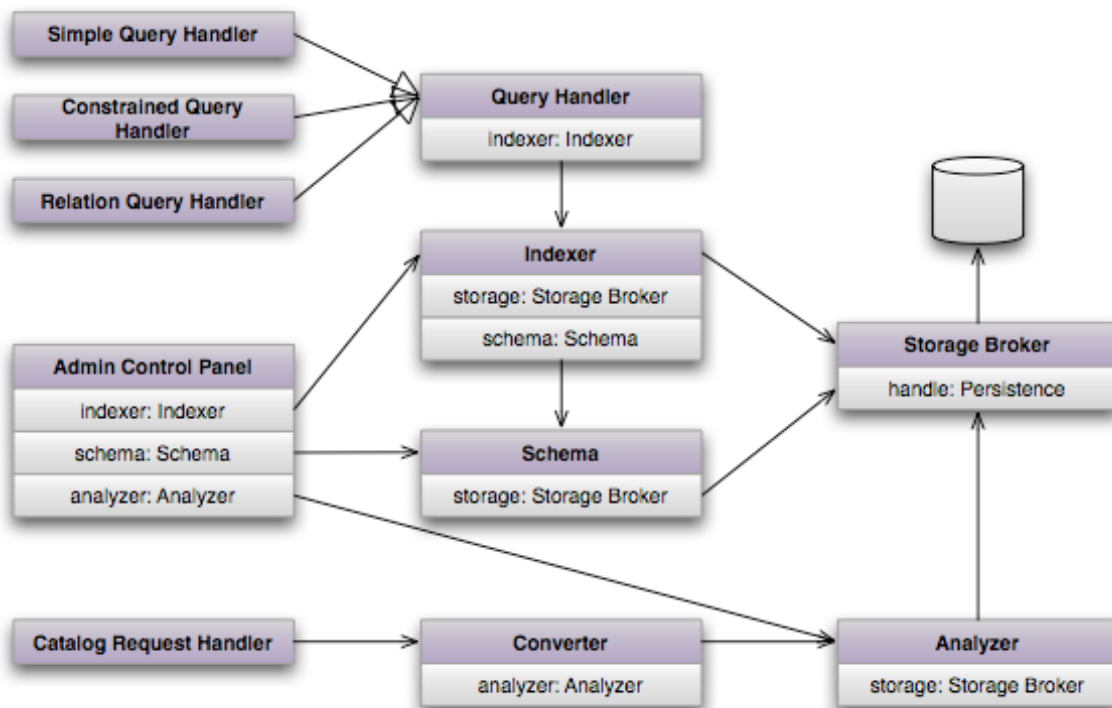 Simple Query Handler
Constrained Query
Handler
Relation Query Handler
Query Handler
indexer: Indexer
Indexer
storage: Storage Broker
schema: Schema
Admin Control Panel
indexer: Indexer
schema: Schema
analyzer: Analyzer
Schema
storage: Storage Broker
Storage Broker
handle: Persistence
Catalog Request Handler
Converter
analyzer: Analyzer
Analyzer
storage: Storage Broker